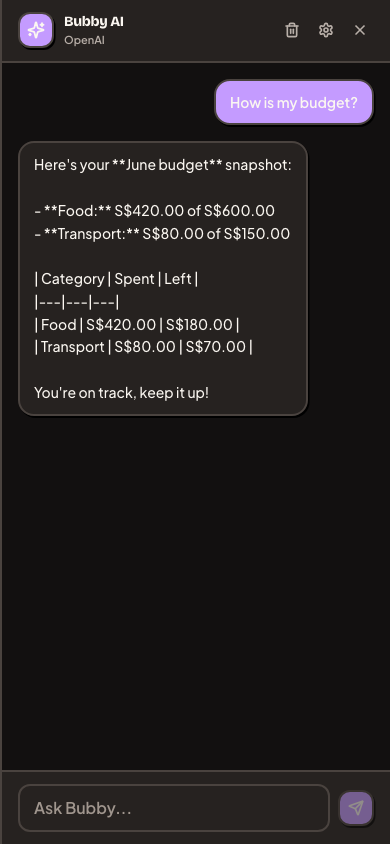 Bubby AI
OpenAI
How is my budget?
Here's your **June budget** snapshot:
- **Food:** S$420.00 of S$600.00
- **Transport:** S$80.00 of S$150.00
| Category | Spent | Left |
|---|---|---|
| Food | S$420.00 | S$180.00 |
| Transport | S$80.00 | S$70.00 |
You're on track, keep it up!
Ask Bubby...